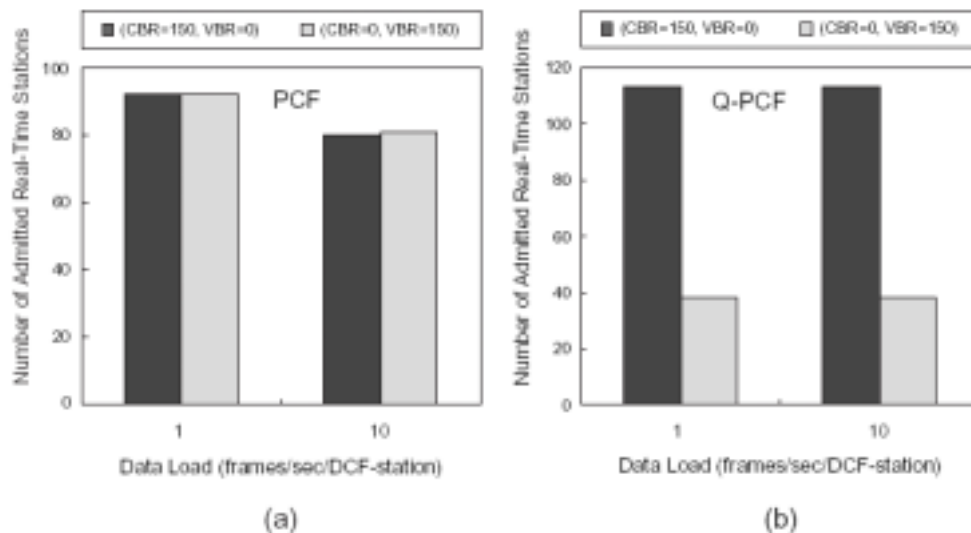 (CBR=150, VBR=0) (CBR=0, VBR=150)
Number of Admitted Real-Time Stations
100
80
60
40
20
0
PCF
1 10
Data Load (frames/sec/DCF-station)
(a)
(CBR=150, VBR=0) (CBR=0, VBR=150)
Number of Admitted Real-Time Stations
120
100
80
60
40
20
0
Q-PCF
1 10
Data Load (frames/sec/DCF-station)
(b)